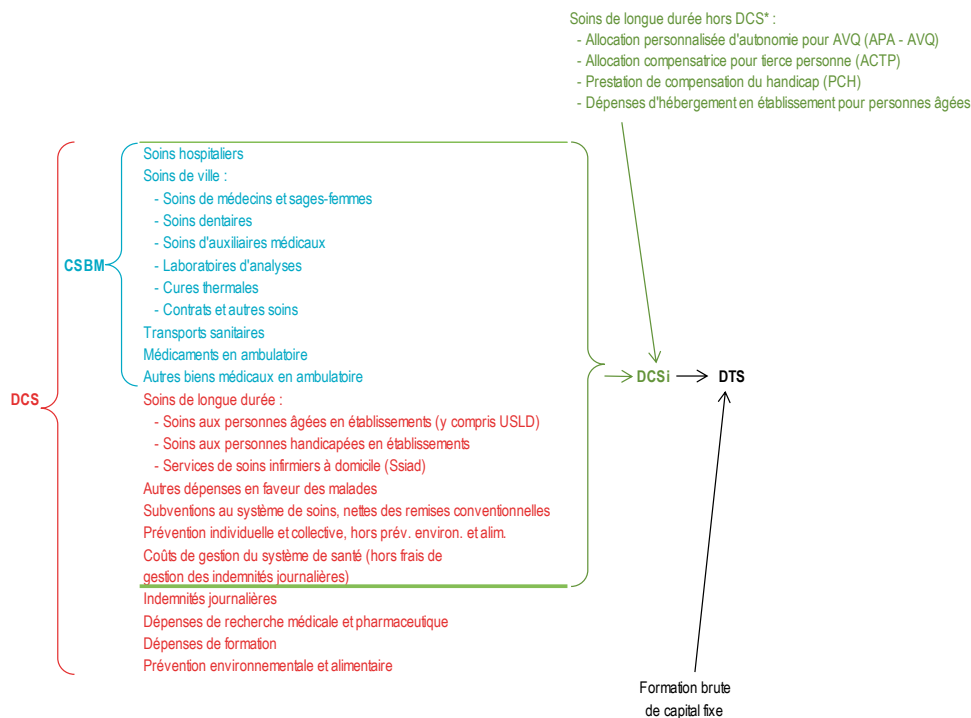 Soins de longue durée hors DCS* :
- Allocation personnalisée d'autonomie pour AVQ (APA - AVQ)
- Allocation compensatrice pour tierce personne (ACTP)
- Prestation de compensation du handicap (PCH)
- Dépenses d'hébergement en établissement pour personnes âgées
Soins hospitaliers
Soins de ville :
- Soins de médecins et sages-femmes
- Soins dentaires
- Soins d'auxiliaires médicaux
CSBM
- Laboratoires d'analyses
- Cures thermales
- Contrats et autres soins
Transports sanitaires
Médicaments en ambulatoire
Autres biens médicaux en ambulatoire
DCSi
DTS
DCS
Soins de longue durée :
- Soins aux personnes âgées en établissements (y compris USLD)
- Soins aux personnes handicapées en établissements
- Services de soins infirmiers à domicile (Ssiad)
Autres dépenses en faveur des malades
Subventions au système de soins, nettes des remises conventionnelles
Prévention individuelle et collective, hors prév. environ. et alim.
Coûts de gestion du système de santé (hors frais de
gestion des indemnités journalières)
Indemnités journalières
Dépenses de recherche médicale et pharmaceutique
Dépenses de formation
Prévention environnementale et alimentaire
Formation brute
de capital fixe